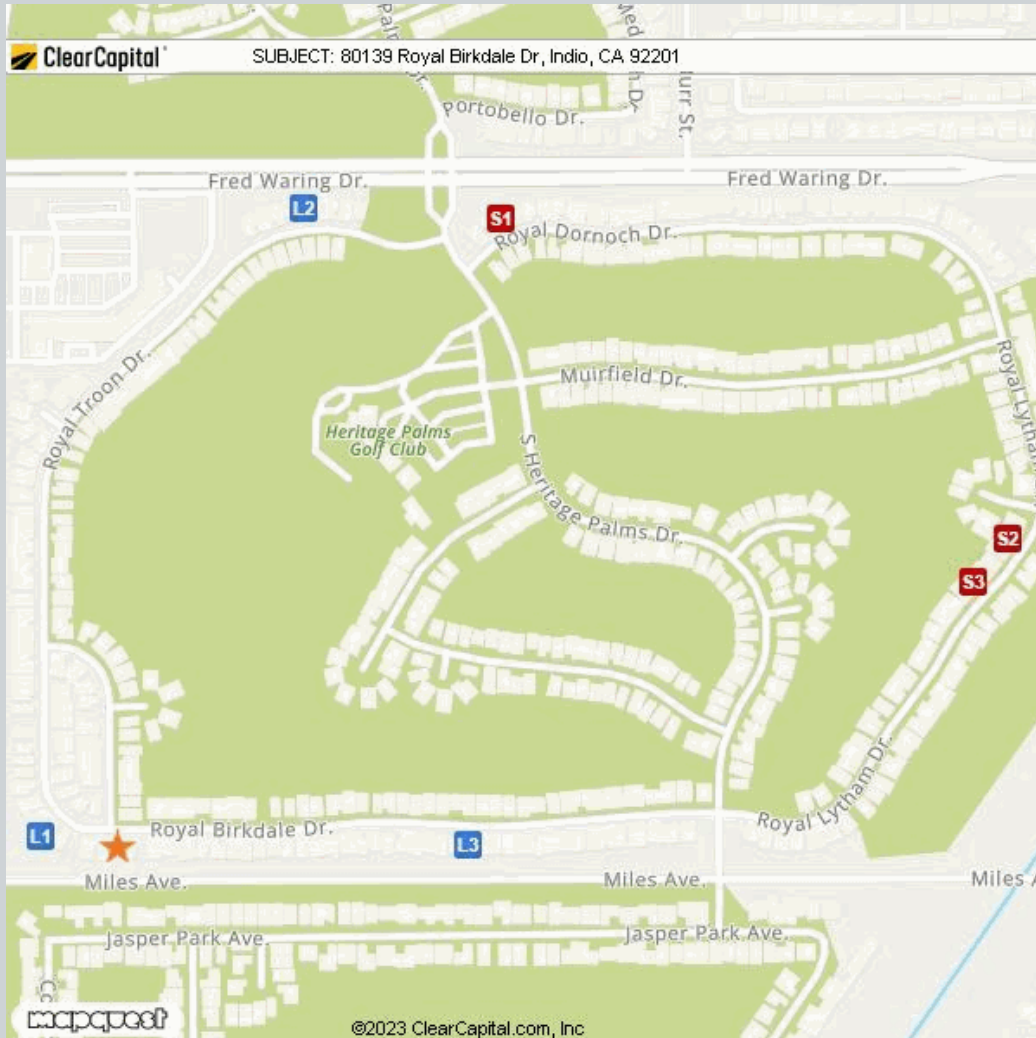 ClearCapital
SUBJECT: 80139 Royal Birkdale Dr, Indio, CA 92201
Portobello Dr.
Fred Waring Dr.
Fred Waring Dr.
L2
S1
Royal Dornoch Dr.
Royal Troon Dr.
Muirfield Dr.
Heritage Palms
Golf Club
S Heritage Palms Dr.
S2
S3
Royal Lytham Dr.
L1
Royal Birkdale Dr.
L3
Miles Ave.
Miles Ave.
Miles
Jasper Park Ave.
Jasper Park Ave.
mapquest
©2023 ClearCapital.com, Inc